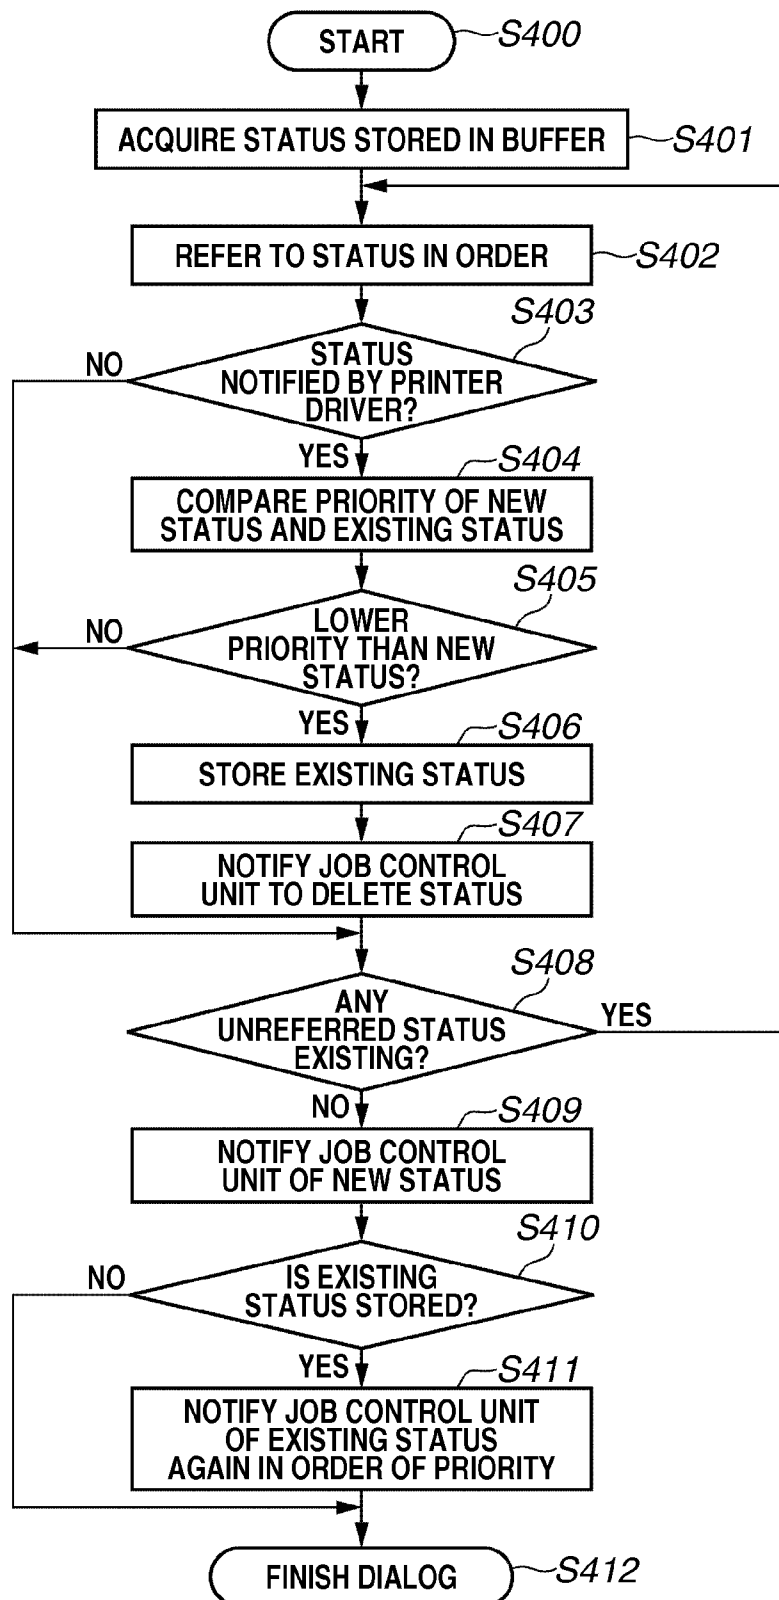 START
S400
ACQUIRE STATUS STORED IN BUFFER
S401
REFER TO STATUS IN ORDER
S402
S403
NO
STATUS
NOTIFIED BY PRINTER
DRIVER?
YES
S404
COMPARE PRIORITY OF NEW
STATUS AND EXISTING STATUS
S405
NO
LOWER
PRIORITY THAN NEW
STATUS?
YES
S406
STORE EXISTING STATUS
S407
NOTIFY JOB CONTROL
UNIT TO DELETE STATUS
S408
ANY
UNREFERRED STATUS
EXISTING?
YES
NO
S409
NOTIFY JOB CONTROL
UNIT OF NEW STATUS
S410
NO
IS EXISTING
STATUS STORED?
YES
S411
NOTIFY JOB CONTROL UNIT
OF EXISTING STATUS
AGAIN IN ORDER OF PRIORITY
FINISH DIALOG
S412